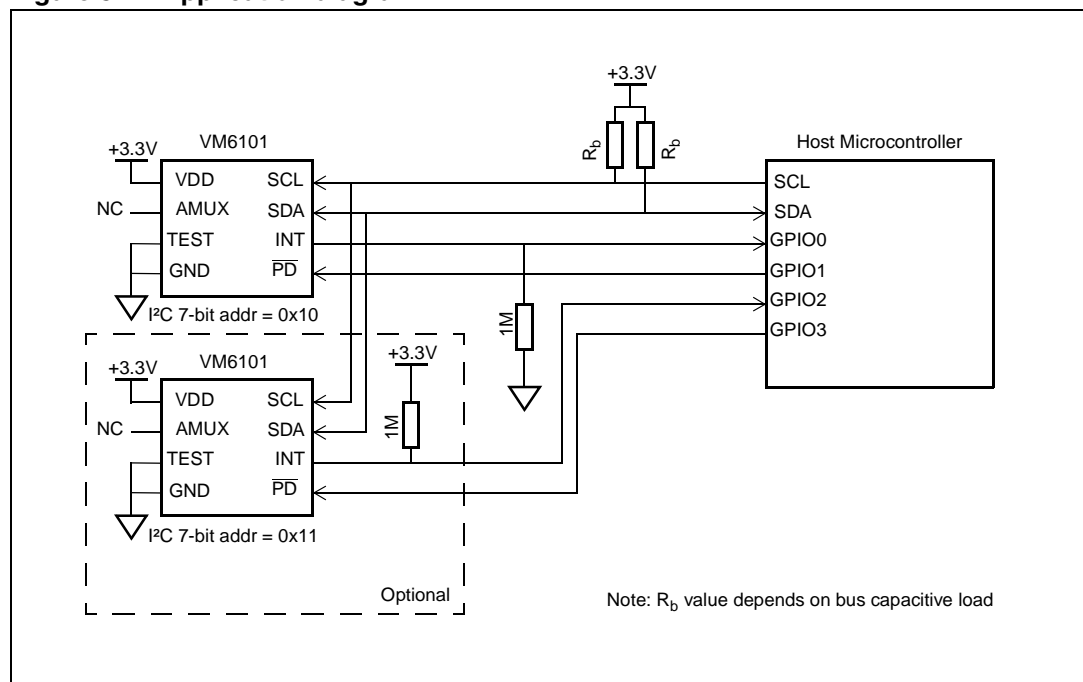 +3.3V
VM6101
Host Microcontroller
+3.3V
Rb
Rb
VDD
SCL
SCL
NC
AMUX
SDA
SDA
TEST
INT
GPIO0
GND
PD
GPIO1
GPIO2
I²C 7-bit addr = 0x10
1M
GPIO3
VM6101
+3.3V
+3.3V
VDD
SCL
NC
AMUX
SDA
1M
TEST
INT
GND
PD
I²C 7-bit addr = 0x11
Optional
Note: Rb value depends on bus capacitive load